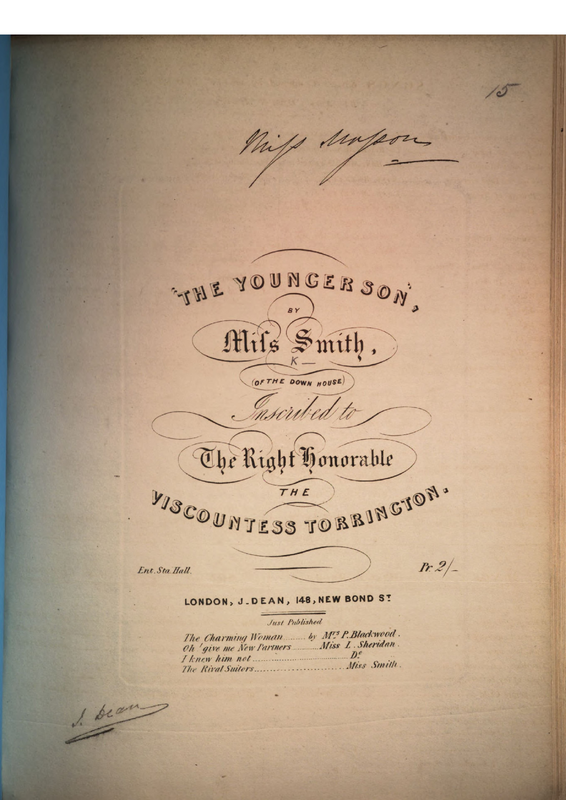 15
Miss Masson
"THE YOUNGER SON",
BY
Miſs Smith,
K—
(OF THE DOWN HOUSE)
Inscribed to
The Right Honorable
THE
VISCOUNTESS TORRINGTON.
Ent. Sta. Hall. Pr 2/-
LONDON, J. DEAN, 148, NEW BOND ST
Just Published
The Charming Woman ....... by Mrs P. Blackwood.
Oh! give me New Partners ......... Miss L. Sheridan.
I knew him not ........................... Do
The Rival Suitors ........................ Miss Smith.
J. Dean